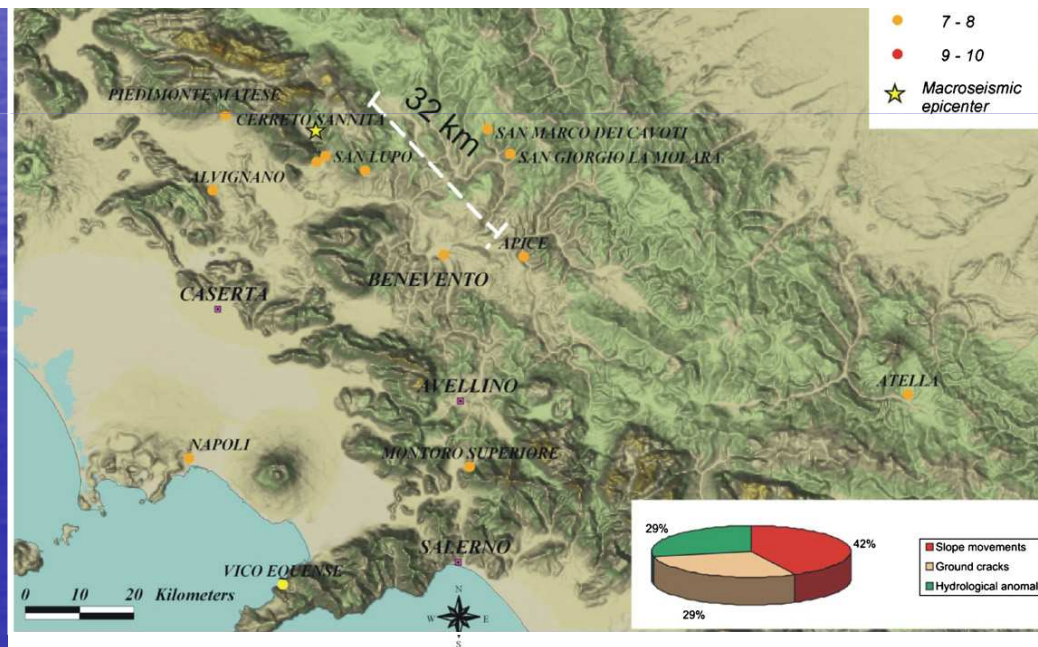 7 - 8
9 - 10
Macroseismic
epicenter
PIEDIMONTE MATESE
CERRETO SANNITA
32 km
SAN MARCO DEI CAVOTI
SAN LUPO
SAN GIORGIO LA MOLARA
ALVIGNANO
APICE
BENEVENTO
CASERTA
AVELLINO
ATELLA
NAPOLI
MONTORO SUPERIORE
SALERNO
VICO EQUENSE
0 10 20 Kilometers
N
W E
S
29%
42%
29%
Slope movements
Ground cracks
Hydrological anomal